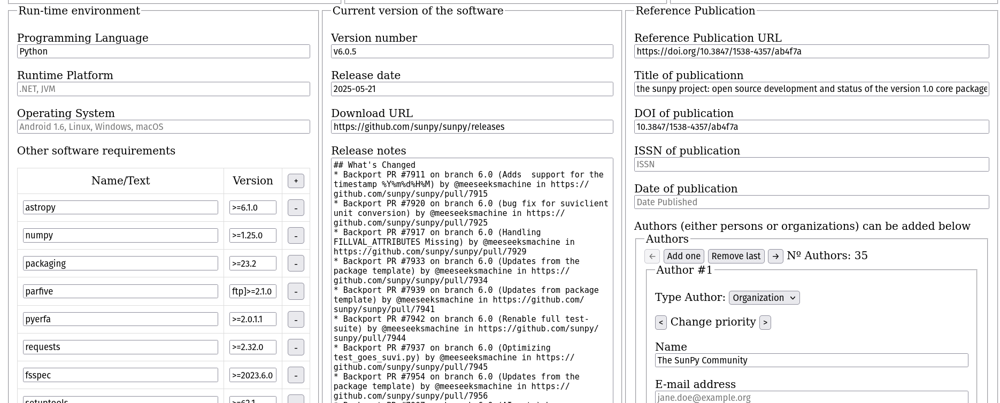 Run-time environment
Programming Language
Python
Runtime Platform
.NET, JVM
Operating System
Android 1.6, Linux, Windows, macOS
Other software requirements
Name/Text Version +
astropy >=6.1.0 -
numpy >=1.25.0 -
packaging >=23.2 -
parfive ftp]>=2.1.0 -
pyerfa >=2.0.1.1 -
requests >=2.32.0 -
fsspec >=2023.6.0 -
Current version of the software
Version number
v6.0.5
Release date
2025-05-21
Download URL
https://github.com/sunpy/sunpy/releases
Release notes
## What's Changed
* Backport PR #7911 on branch 6.0 (Adds  support for the
timestamp %Y%m%d%H%M) by @meeseeksmachine in https://
github.com/sunpy/sunpy/pull/7915
* Backport PR #7920 on branch 6.0 (bug fix for suviclient
unit conversion) by @meeseeksmachine in https://
github.com/sunpy/sunpy/pull/7925
* Backport PR #7917 on branch 6.0 (Handling
FILLVAL_ATTRIBUTES Missing) by @meeseeksmachine in
https://github.com/sunpy/sunpy/pull/7929
* Backport PR #7933 on branch 6.0 (Updates from the
package template) by @meeseeksmachine in https://
github.com/sunpy/sunpy/pull/7934
* Backport PR #7939 on branch 6.0 (Updates from package
template) by @meeseeksmachine in https://github.com/
sunpy/sunpy/pull/7941
* Backport PR #7942 on branch 6.0 (Renable full test-
suite) by @meeseeksmachine in https://github.com/sunpy/
sunpy/pull/7944
* Backport PR #7937 on branch 6.0 (Optimizing
test_goes_suvi.py) by @meeseeksmachine in https://
github.com/sunpy/sunpy/pull/7945
* Backport PR #7954 on branch 6.0 (Updates from the
package template) by @meeseeksmachine in https://
github.com/sunpy/sunpy/pull/7956
Reference Publication
Reference Publication URL
https://doi.org/10.3847/1538-4357/ab4f7a
Title of publicationn
the sunpy project: open source development and status of the version 1.0 core package
DOI of publication
10.3847/1538-4357/ab4f7a
ISSN of publication
ISSN
Date of publication
Date Published
Authors (either persons or organizations) can be added below
Authors
← Add one Remove last → Nº Authors: 35
Author #1
Type Author: Organization
< Change priority >
Name
The SunPy Community
E-mail address
jane.doe@example.org